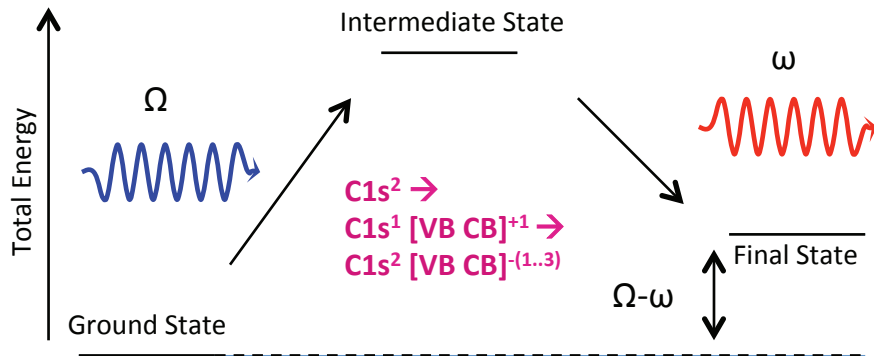 Intermediate State
Total Energy
Ω
ω
C1s² →
C1s¹ [VB CB]⁺¹ →
C1s² [VB CB]⁻⁽¹··³⁾
Final State
Ω-ω
Ground State